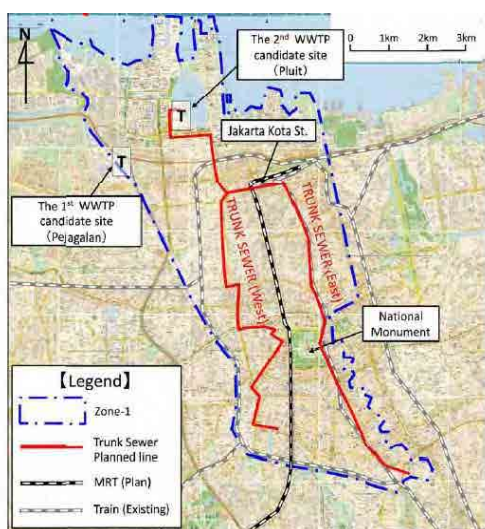 N
The 2nd WWTP
candidate site
(Pluit)
0 1km 2km 3km
T
Jakarta Kota St.
T
The 1st WWTP
candidate site
(Pejagalan)
TRUNK SEWER (West)
TRUNK SEWER (East)
National
Monument
【Legend】
Zone-1
Trunk Sewer
Planned line
MRT (Plan)
Train (Existing)